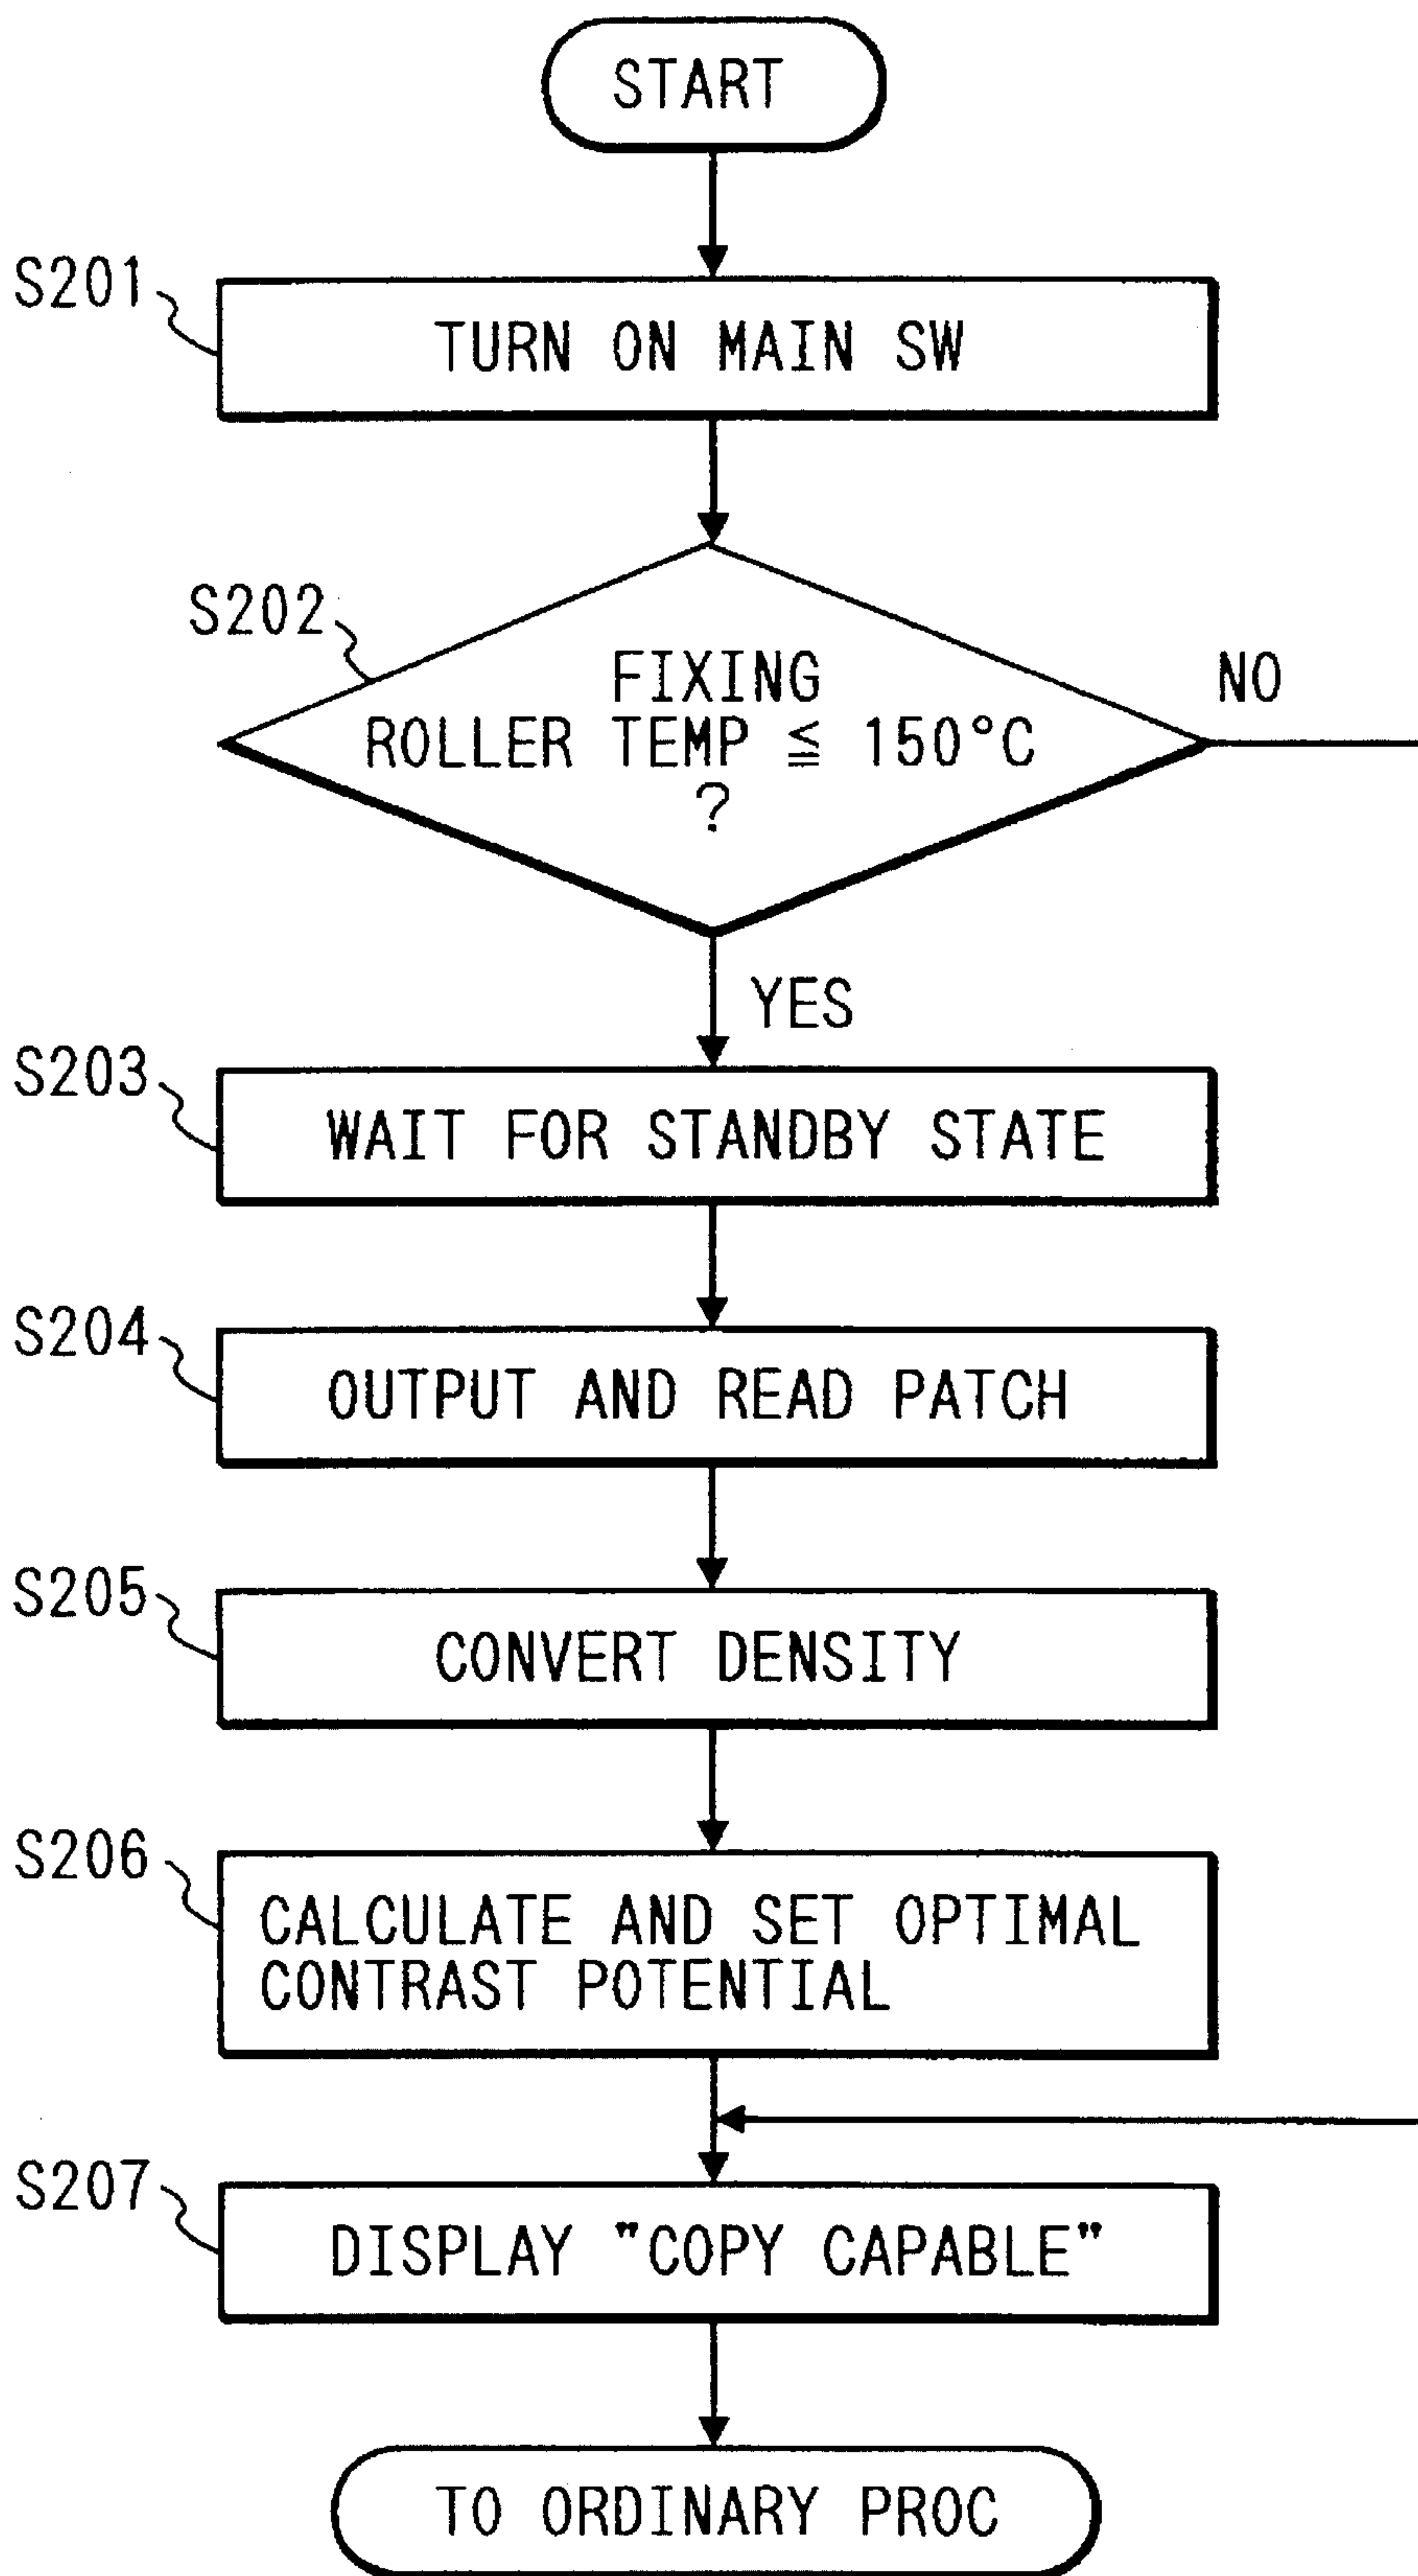 START
S201
TURN ON MAIN SW
S202
FIXING
ROLLER TEMP ≦ 150°C
?
NO
YES
S203
WAIT FOR STANDBY STATE
S204
OUTPUT AND READ PATCH
S205
CONVERT DENSITY
S206
CALCULATE AND SET OPTIMAL
CONTRAST POTENTIAL
S207
DISPLAY "COPY CAPABLE"
TO ORDINARY PROC